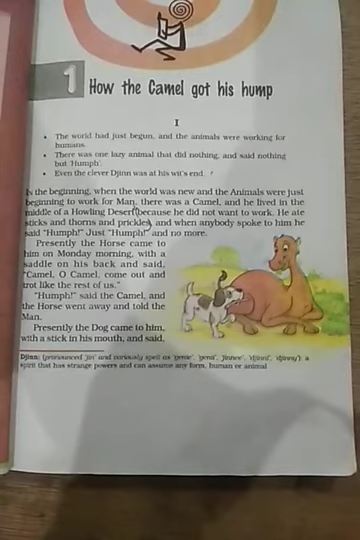 1 How the Camel got his hump
I
• The world had just begun, and the animals were working for
humans.
• There was one lazy animal that did nothing, and said nothing
but 'Humph'.
• Even the clever Djinn was at his wit's end.
IN the beginning, when the world was new and the Animals were just
beginning to work for Man, there was a Camel, and he lived in the
middle of a Howling Desert because he did not want to work. He ate
sticks and thorns and prickles, and when anybody spoke to him he
said "Humph!" Just "Humph!" and no more.
Presently the Horse came to
him on Monday morning, with a
saddle on his back and said,
"Camel, O Camel, come out and
trot like the rest of us."
"Humph!" said the Camel, and
the Horse went away and told the
Man.
Presently the Dog came to him,
with a stick in his mouth, and said,
Djinn: (pronounced 'jin' and variously spelt as 'genie', 'genii', 'jinnee', 'djinni', 'djinny'): a
spirit that has strange powers and can assume any form, human or animal